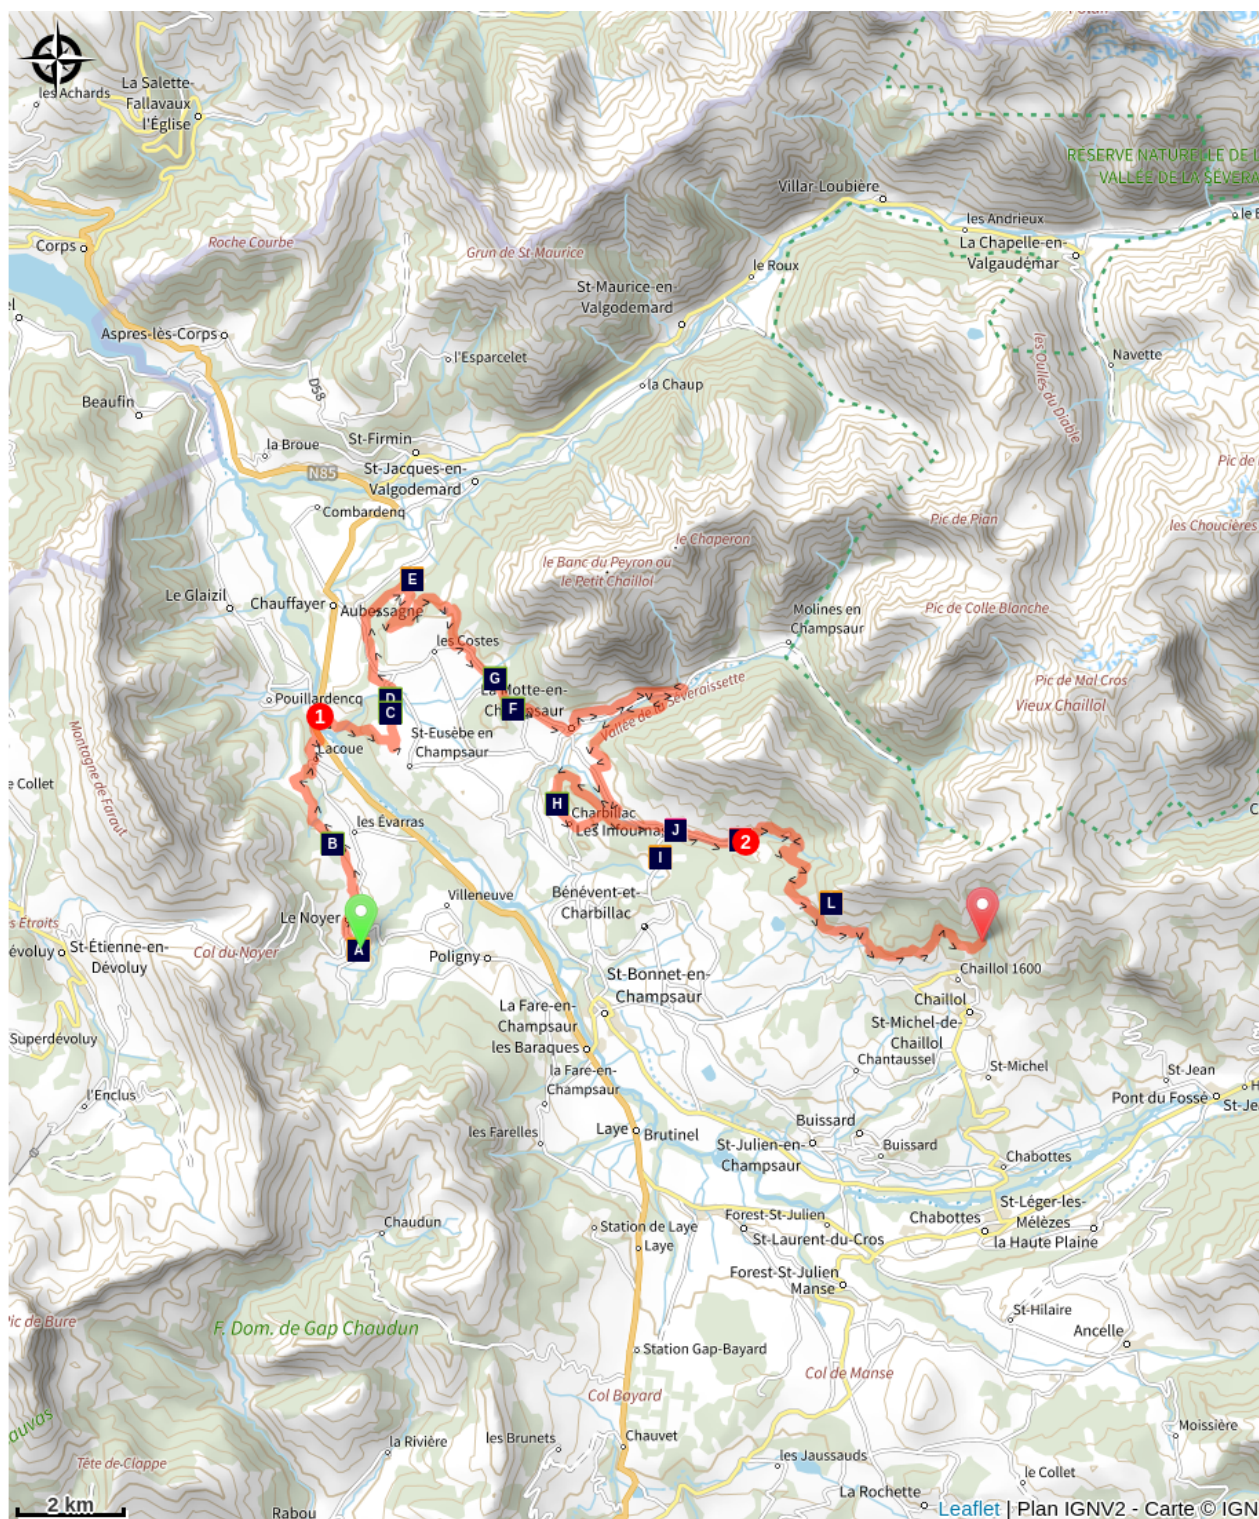 La Salette-
Fallavaux
l'Église
les Achards
RÉSERVE NATURELLE DE L
VALLÉE DE LA SÉVERA
Villar-Loubière
les Andrieux
La Chapelle-en-
Valgaudémar
Corps
Roche Courbe
Grun de St-Maurice
le Roux
St-Maurice-en-
Valgodemard
Aspres-lès-Corps
l'Esparcelet
la Chaup
les Oulles du Diable
Navette
D58
Beaufin
la Broue
St-Firmin
N85
St-Jacques-en-
Valgodemard
Combardenq
Pic de
Pic de Pian
les Choucières
le Chaperon
le Banc du Peyron ou
le Petit Chaillol
Le Glaizil
Chauffayer
Aubessagne
E
Molines en
Champsaur
Pic de Colle Blanche
les Costes
G
D
C
F
La Motte-en-
Champsaur
Pic de Mal Cros
Vieux Chaillol
Pouillardencq
1
Lacoue
St-Eusèbe en
Champsaur
Vallée de la Séveraissette
Montagne de Faraut
e Collet
H
Charbillac
Les Infournas
J
2
I
les Évarras
B
Bénévent-et-
Charbillac
L
Villeneuve
Le Noyer
A
Col du Noyer
s Etroits
évoluy
St-Étienne-en-
Dévoluy
Poligny
St-Bonnet-en-
Champsaur
Chaillol 1600
Chaillol
La Fare-en-
Champsaur
les Baraques
St-Michel-de-
Chaillol
Chantaussel
Superdévoluy
la Fare-en-
Champsaur
St-Michel
St-Jean
Pont du Fossé
St-Je
l'Enclus
les Farelles
Laye
Brutinel
Buissard
Buissard
St-Julien-en-
Champsaur
Chabottes
St-Léger-les-
Mélèzes
Chabottes
la Haute Plaine
Chaudun
Station de Laye
Laye
Forest-St-Julien
St-Laurent-du-Cros
Forest-St-Julien
Manse
St-Hilaire
Ancelle
Pic de Bure
F. Dom. de Gap Chaudun
Station Gap-Bayard
Col de Manse
Col Bayard
auvas
Moissière
la Rivière
les Brunets
Chauvet
les Jaussauds
Tête de Clappe
le Collet
La Rochette
Rabou
2 km
Leaflet | Plan IGNV2 - Carte © IGN